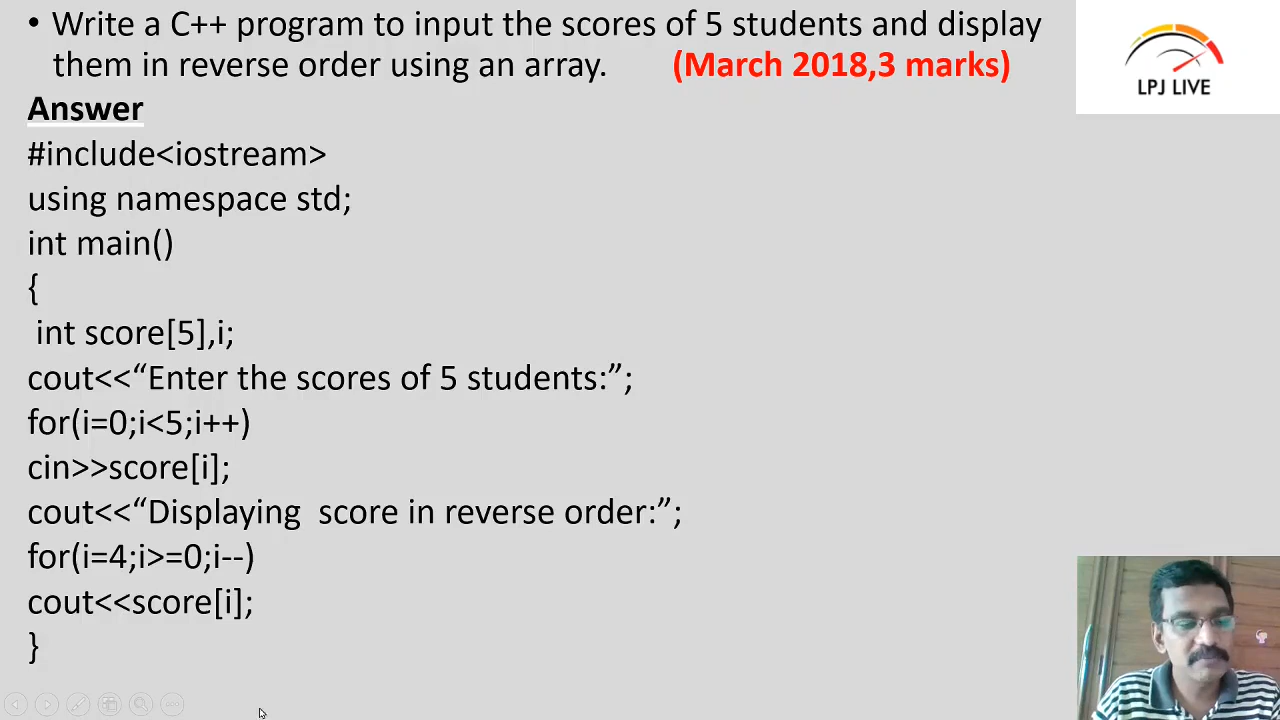 • Write a C++ program to input the scores of 5 students and display
them in reverse order using an array. (March 2018,3 marks)
LPJ LIVE
Answer
#include<iostream>
using namespace std;
int main()
{
int score[5],i;
cout<<“Enter the scores of 5 students:”;
for(i=0;i<5;i++)
cin>>score[i];
cout<<“Displaying  score in reverse order:”;
for(i=4;i>=0;i--)
cout<<score[i];
}